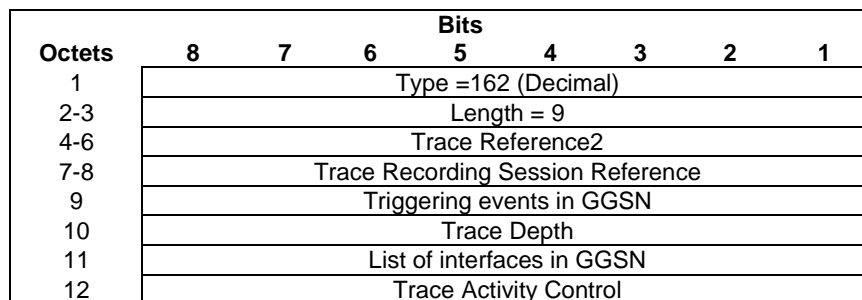 Bits
Octets 8 7 6 5 4 3 2 1
1 Type =162 (Decimal)
2-3 Length = 9
4-6 Trace Reference2
7-8 Trace Recording Session Reference
9 Triggering events in GGSN
10 Trace Depth
11 List of interfaces in GGSN
12 Trace Activity Control